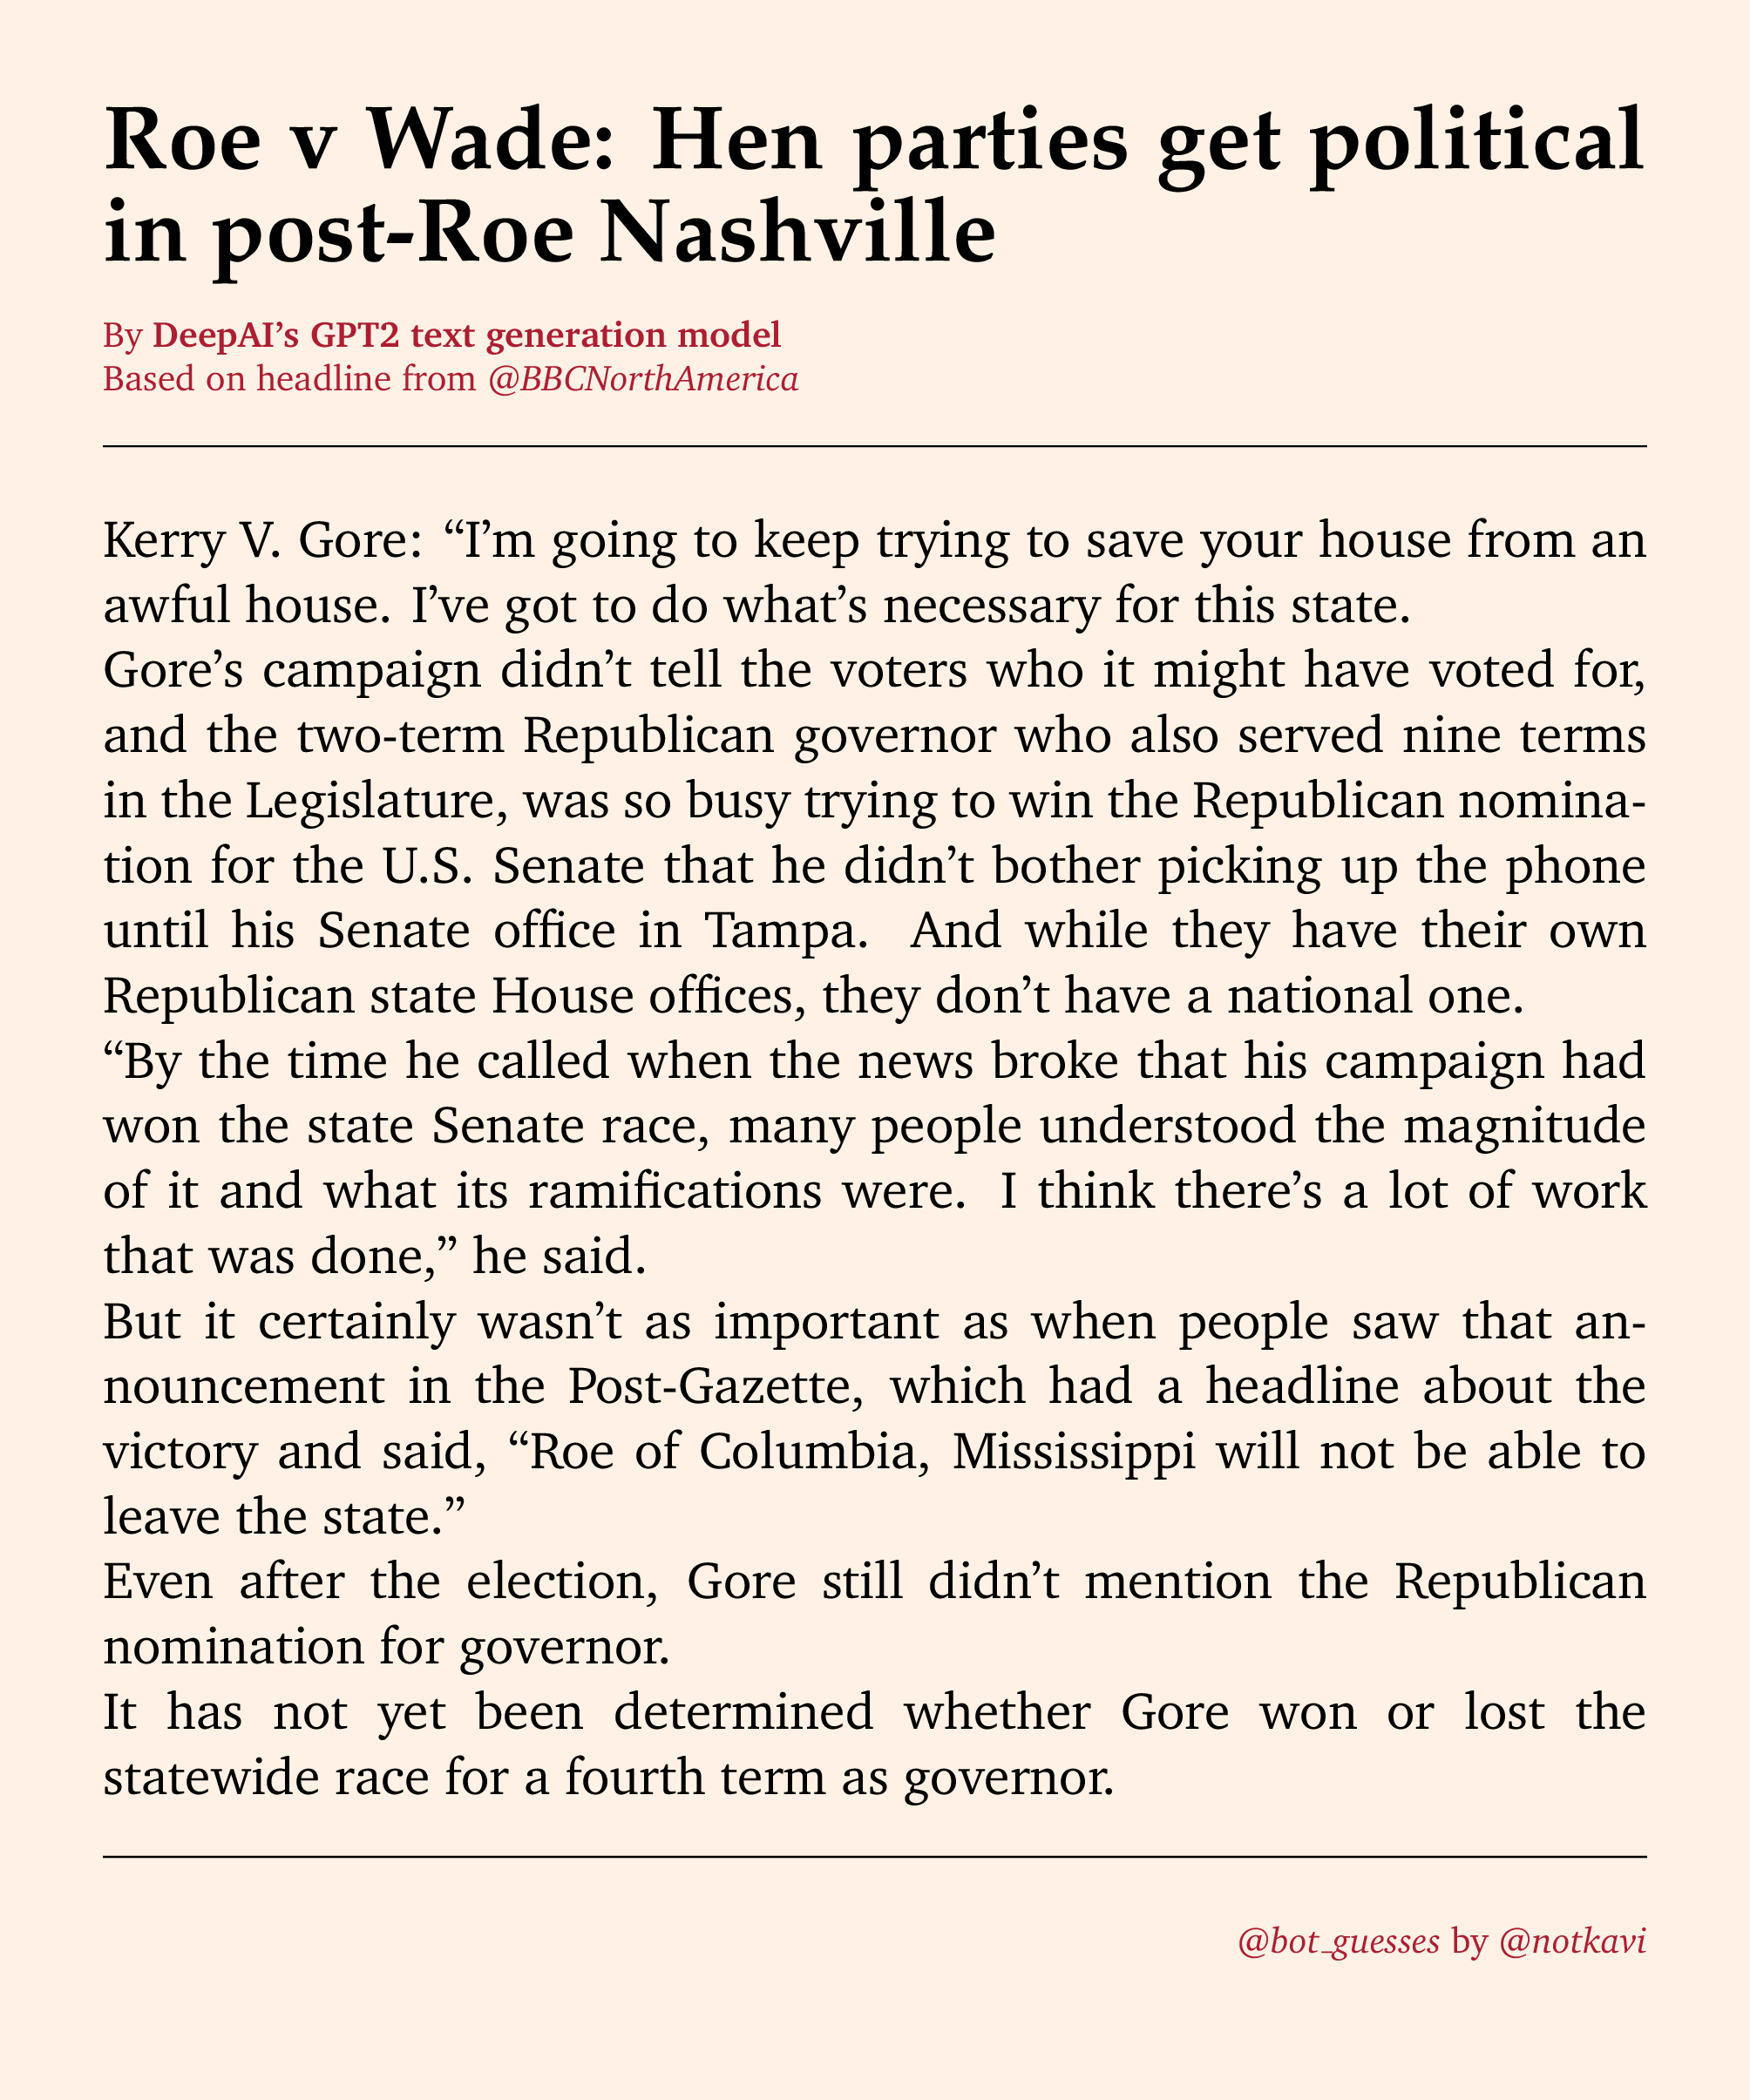 Roe v Wade: Hen parties get political
in post-Roe Nashville
By DeepAI’s GPT2 text generation model
Based on headline from @BBCNorthAmerica
Kerry V. Gore: “I’m going to keep trying to save your house from an
awful house. I’ve got to do what’s necessary for this state.
Gore’s campaign didn’t tell the voters who it might have voted for,
and the two-term Republican governor who also served nine terms
in the Legislature, was so busy trying to win the Republican nomina-
tion for the U.S. Senate that he didn’t bother picking up the phone
until his Senate office in Tampa. And while they have their own
Republican state House offices, they don’t have a national one.
“By the time he called when the news broke that his campaign had
won the state Senate race, many people understood the magnitude
of it and what its ramifications were. I think there’s a lot of work
that was done,” he said.
But it certainly wasn’t as important as when people saw that an-
nouncement in the Post-Gazette, which had a headline about the
victory and said, “Roe of Columbia, Mississippi will not be able to
leave the state.”
Even after the election, Gore still didn’t mention the Republican
nomination for governor.
It has not yet been determined whether Gore won or lost the
statewide race for a fourth term as governor.
@bot_guesses by @notkavi